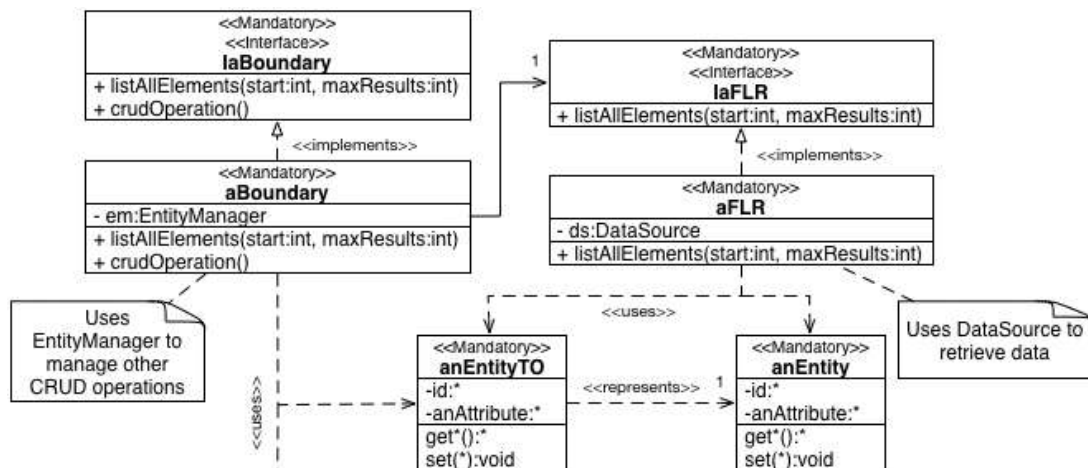 <<Mandatory>>
<<Interface>>
IaBoundary
+ listAllElements(start:int, maxResults:int)
+ crudOperation()
1
<<Mandatory>>
<<Interface>>
IaFLR
+ listAllElements(start:int, maxResults:int)
<<implements>>
<<implements>>
<<Mandatory>>
aBoundary
- em:EntityManager
+ listAllElements(start:int, maxResults:int)
+ crudOperation()
<<Mandatory>>
aFLR
- ds:DataSource
+ listAllElements(start:int, maxResults:int)
Uses
EntityManager to
manage other
CRUD operations
<<uses>>
Uses DataSource to
retrieve data
<<uses>>
<<Mandatory>>
anEntityTO
-id:*
-anAttribute:*
get*():*
set(*):void
<<represents>>
1
<<Mandatory>>
anEntity
-id:*
-anAttribute:*
get*():*
set(*):void